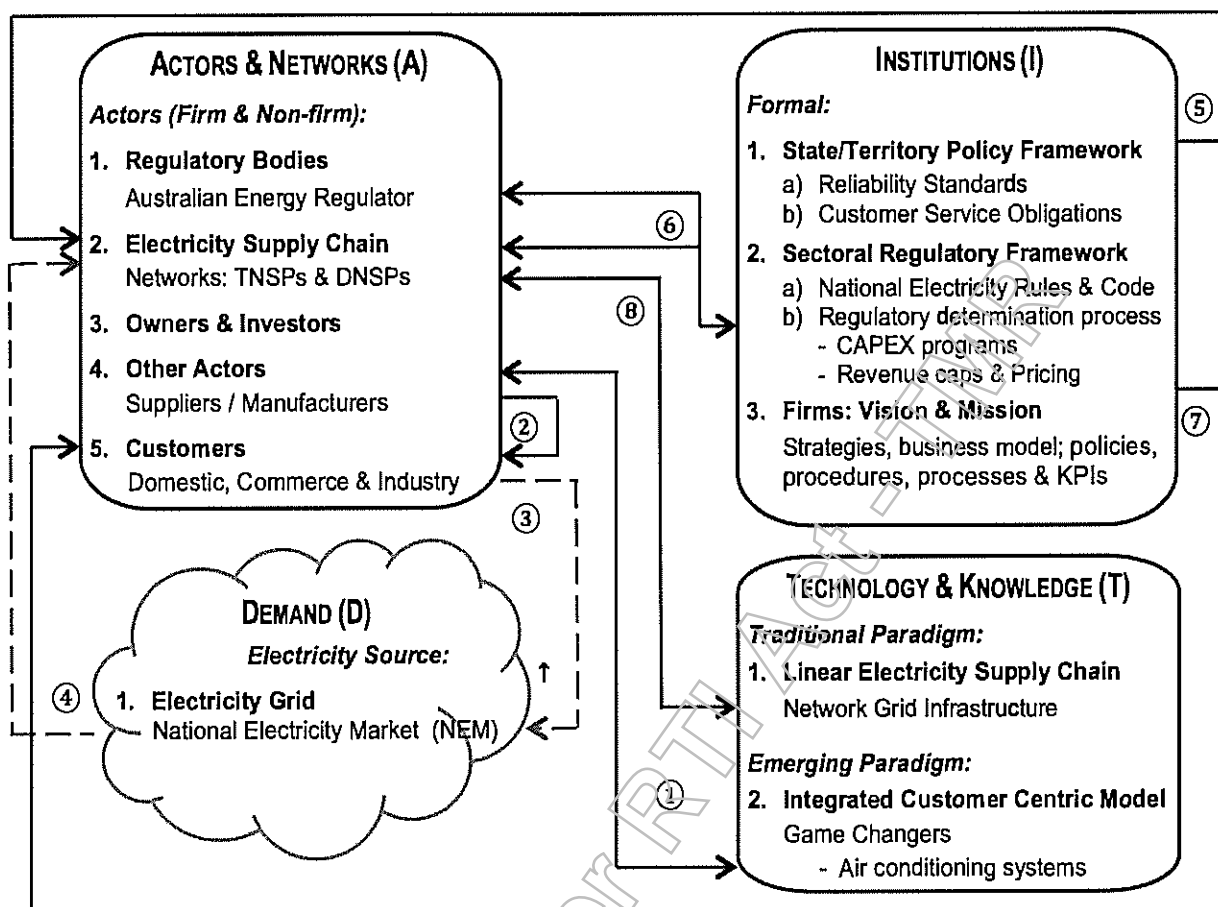 ACTORS & NETWORKS (A)
Actors (Firm & Non-firm):
1. Regulatory Bodies
Australian Energy Regulator
2. Electricity Supply Chain
Networks: TNSPs & DNSPs
3. Owners & Investors
4. Other Actors
Suppliers / Manufacturers
5. Customers
Domestic, Commerce & Industry
②
③
⑥
⑧
①
INSTITUTIONS (I)
Formal:
1. State/Territory Policy Framework
a) Reliability Standards
b) Customer Service Obligations
2. Sectoral Regulatory Framework
a) National Electricity Rules & Code
b) Regulatory determination process
- CAPEX programs
- Revenue caps & Pricing
3. Firms: Vision & Mission
Strategies, business model; policies,
procedures, processes & KPIs
⑤
⑦
DEMAND (D)
Electricity Source:
1. Electricity Grid
National Electricity Market (NEM)
↑
④
TECHNOLOGY & KNOWLEDGE (T)
Traditional Paradigm:
1. Linear Electricity Supply Chain
Network Grid Infrastructure
Emerging Paradigm:
2. Integrated Customer Centric Model
Game Changers
- Air conditioning systems
or RTI Act - TMR